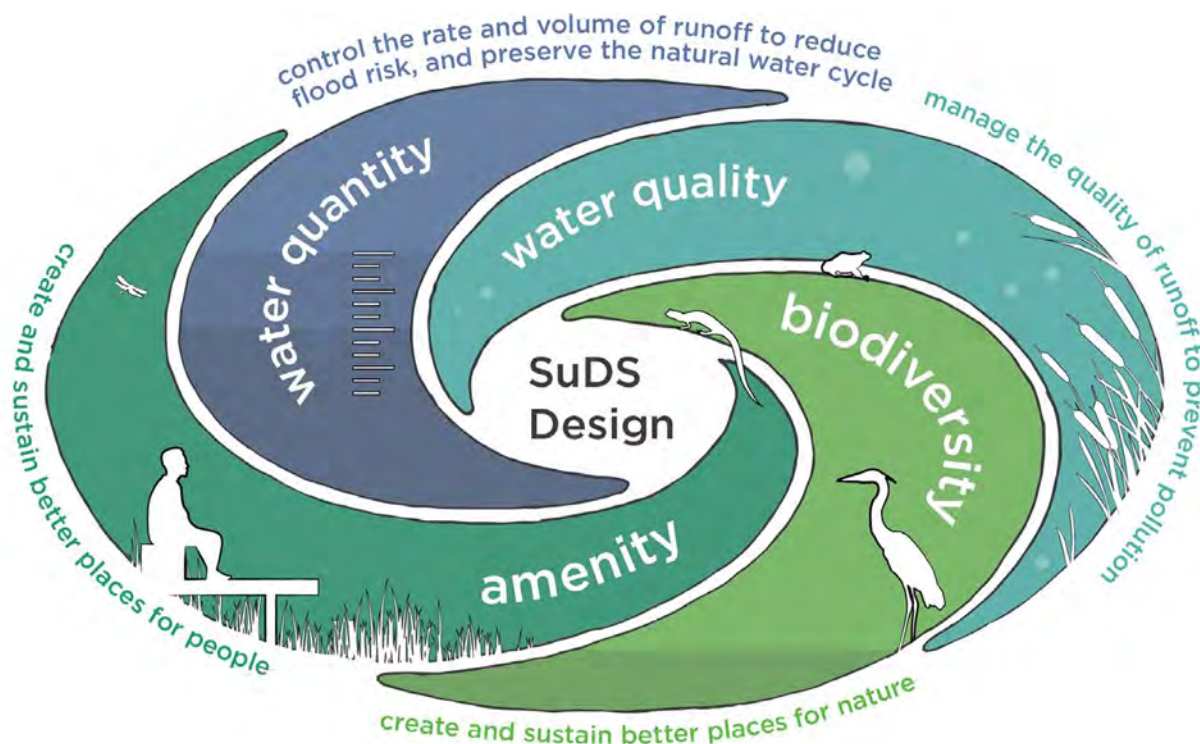 control the rate and volume of runoff to reduce
flood risk, and preserve the natural water cycle
manage the quality of runoff to prevent pollution
water quantity
water quality
biodiversity
SuDS
Design
amenity
create and sustain better places for people
create and sustain better places for nature